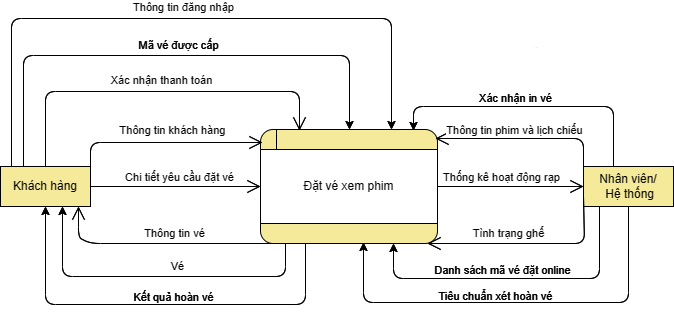 Thông tin đăng nhập
Mã vé được cấp
Xác nhận thanh toán
Xác nhận in vé
Thông tin khách hàng
Thông tin phim và lịch chiếu
Khách hàng
Chi tiết yêu cầu đặt vé
Đặt vé xem phim
Thống kê hoạt động rạp
Nhân viên/
Hệ thống
Thông tin vé
Tình trạng ghế
Vé
Danh sách mã vé đặt online
Kết quả hoàn vé
Tiêu chuẩn xét hoàn vé